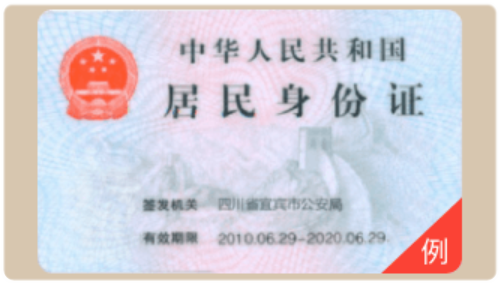 中华人民共和国
居民身份证
签发机关 四川省宜宾市公安局
有效期限 2010.06.29-2020.06.29
例